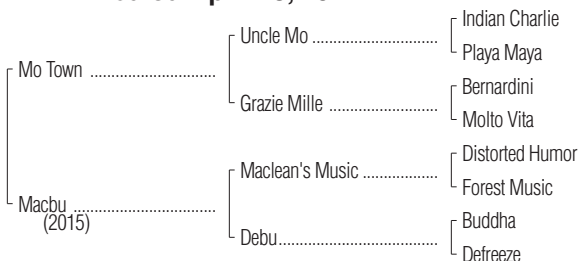 Indian Charlie
Uncle Mo
Playa Maya
Mo Town
Bernardini
Grazie Mille
Molto Vita
Distorted Humor
Maclean's Music
Forest Music
Macbu
(2015)
Buddha
Debu
Defreeze